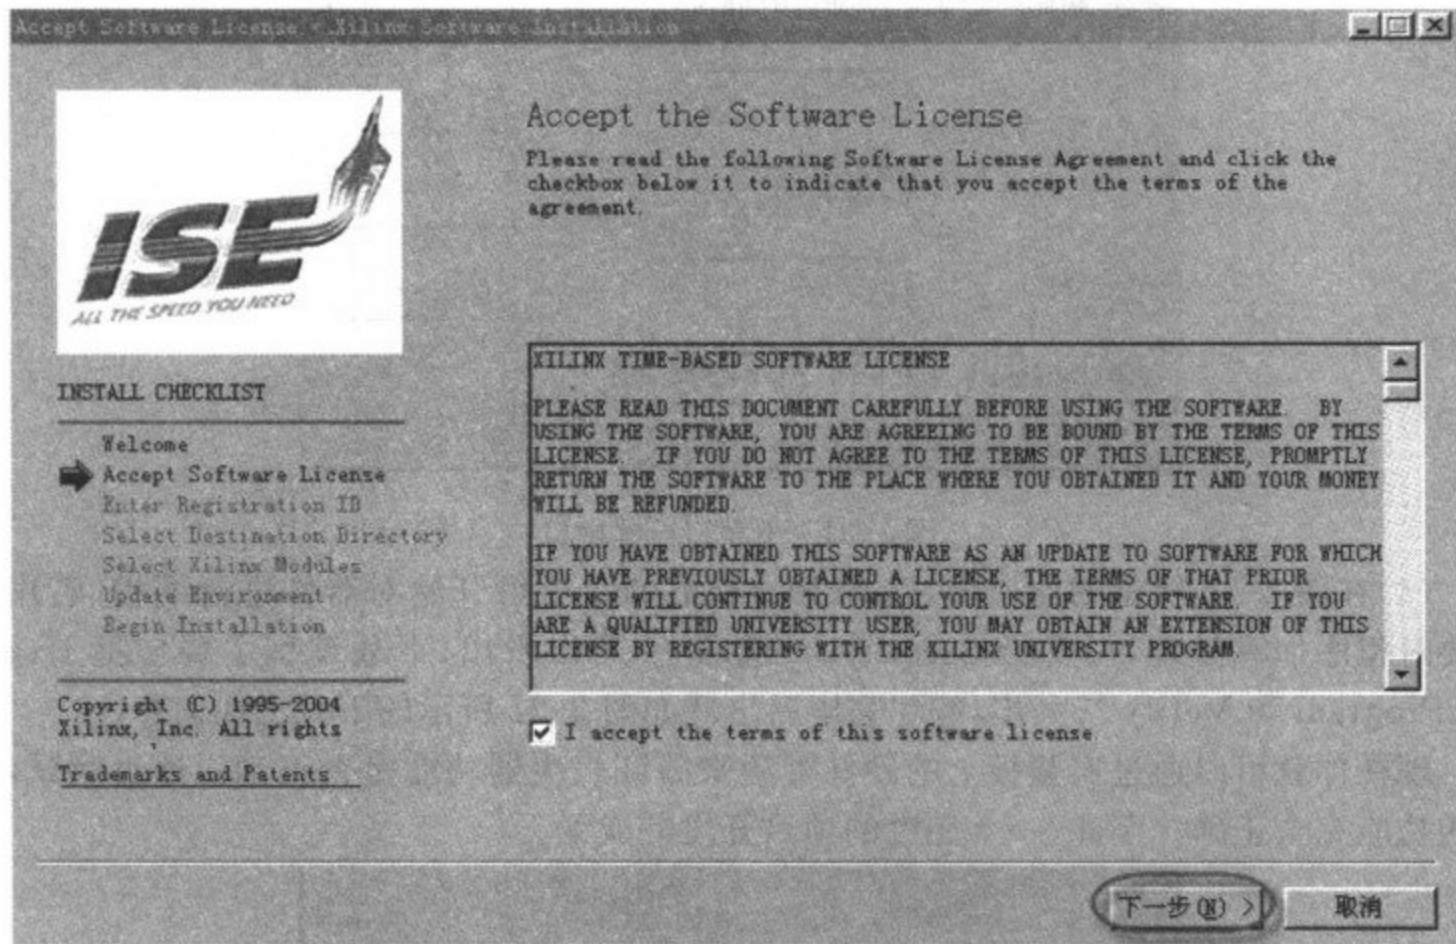 Accept Software License - Xilinx Software Installation
ISE
ALL THE SPEED YOU NEED
INSTALL CHECKLIST
Welcome
Accept Software License
Enter Registration ID
Select Destination Directory
Select Xilinx Modules
Update Environment
Begin Installation
Copyright (C) 1995-2004
Xilinx, Inc. All rights
Trademarks and Patents
Accept the Software License
Please read the following Software License Agreement and click the
checkbox below it to indicate that you accept the terms of the
agreement.
XILINX TIME-BASED SOFTWARE LICENSE
PLEASE READ THIS DOCUMENT CAREFULLY BEFORE USING THE SOFTWARE. BY
USING THE SOFTWARE, YOU ARE AGREEING TO BE BOUND BY THE TERMS OF THIS
LICENSE. IF YOU DO NOT AGREE TO THE TERMS OF THIS LICENSE, PROMPTLY
RETURN THE SOFTWARE TO THE PLACE WHERE YOU OBTAINED IT AND YOUR MONEY
WILL BE REFUNDED.
IF YOU HAVE OBTAINED THIS SOFTWARE AS AN UPDATE TO SOFTWARE FOR WHICH
YOU HAVE PREVIOUSLY OBTAINED A LICENSE, THE TERMS OF THAT PRIOR
LICENSE WILL CONTINUE TO CONTROL YOUR USE OF THE SOFTWARE. IF YOU
ARE A QUALIFIED UNIVERSITY USER, YOU MAY OBTAIN AN EXTENSION OF THIS
LICENSE BY REGISTERING WITH THE XILINX UNIVERSITY PROGRAM.
I accept the terms of this software license
下一步(N) >
取消